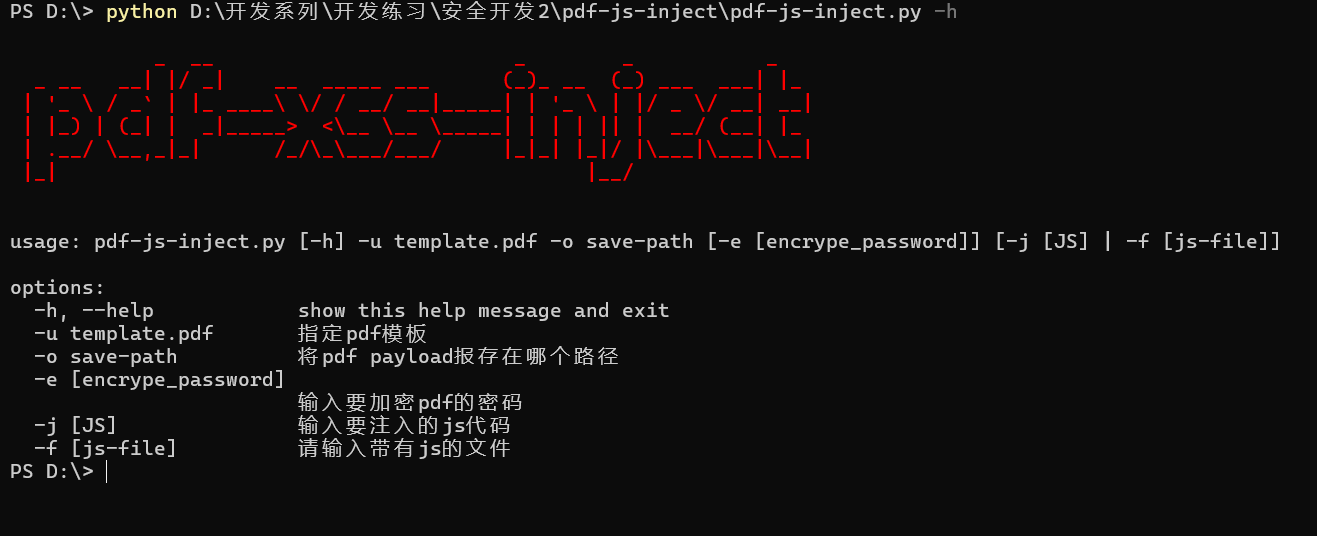 PS D:\> python D:\开发系列\开发练习\安全开发2\pdf-js-inject\pdf-js-inject.py -h
pdf-xss-inject
usage: pdf-js-inject.py [-h] -u template.pdf -o save-path [-e [encrype_password]] [-j [JS] | -f [js-file]]
options:
-h, --help show this help message and exit
-u template.pdf 指定pdf模板
-o save-path 将pdf payload报存在哪个路径
-e [encrype_password]
输入要加密pdf的密码
-j [JS] 输入要注入的js代码
-f [js-file] 请输入带有js的文件
PS D:\>